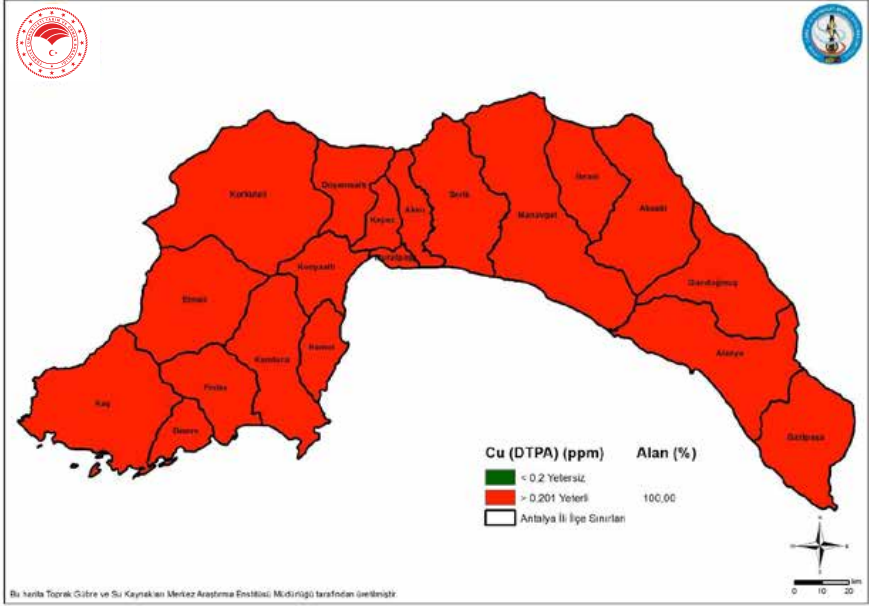 Korkuteli
Döşemealtı
Kepez
Aksu
Serik
Manavgat
İbradı
Akseki
Konyaaltı
Muratpaşa
Elmalı
Gündoğmuş
Kemer
Kumluca
Alanya
Finike
Kaş
Demre
Gazipaşa
Cu (DTPA) (ppm) Alan (%)
< 0.2 Yetersiz
> 0.201 Yeterli 100,00
Antalya İli İlçe Sınırları
km
0 10 20
Bu harita Toprak Gübre ve Su Kaynakları Merkez Araştırma Enstitüsü Müdürlüğü tarafından üretilmiştir.